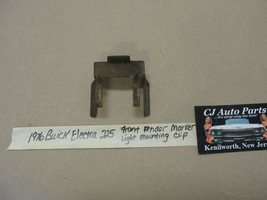 1976 Buick Electra 225 front fender Marker
light mounting clip
CJ Auto Parts
Kenilworth, New Jersey